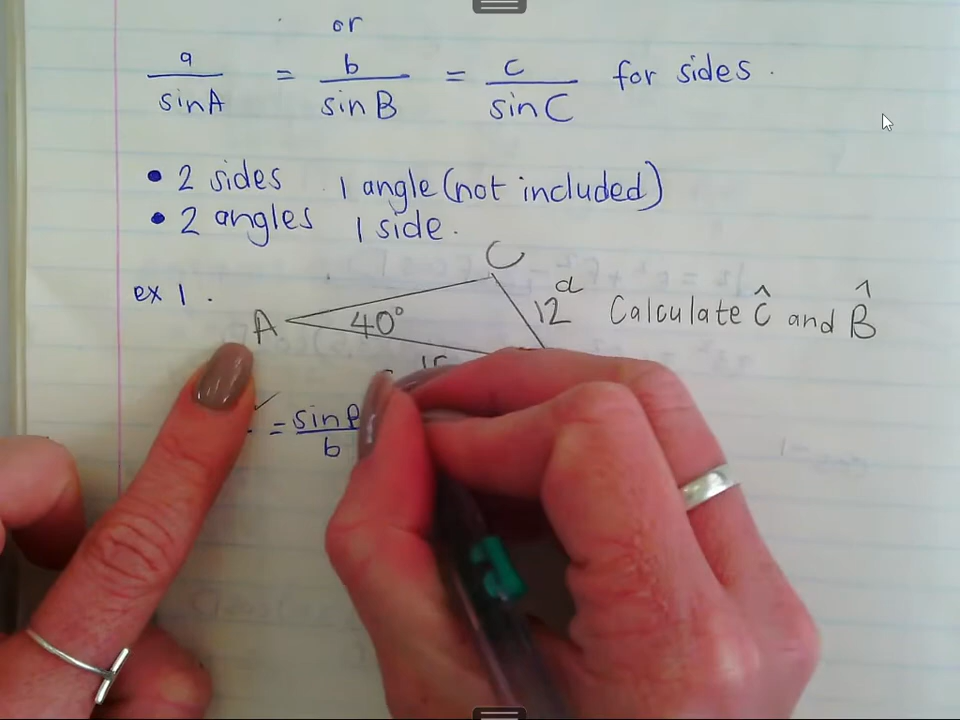 or
a/sinA = b/sin B = c/sin C for sides.
• 2 sides 1 angle (not included)
• 2 angles 1 side.
ex 1.
C
A 40° 12 a Calculate Ĉ and B̂
✓
= sin B/b